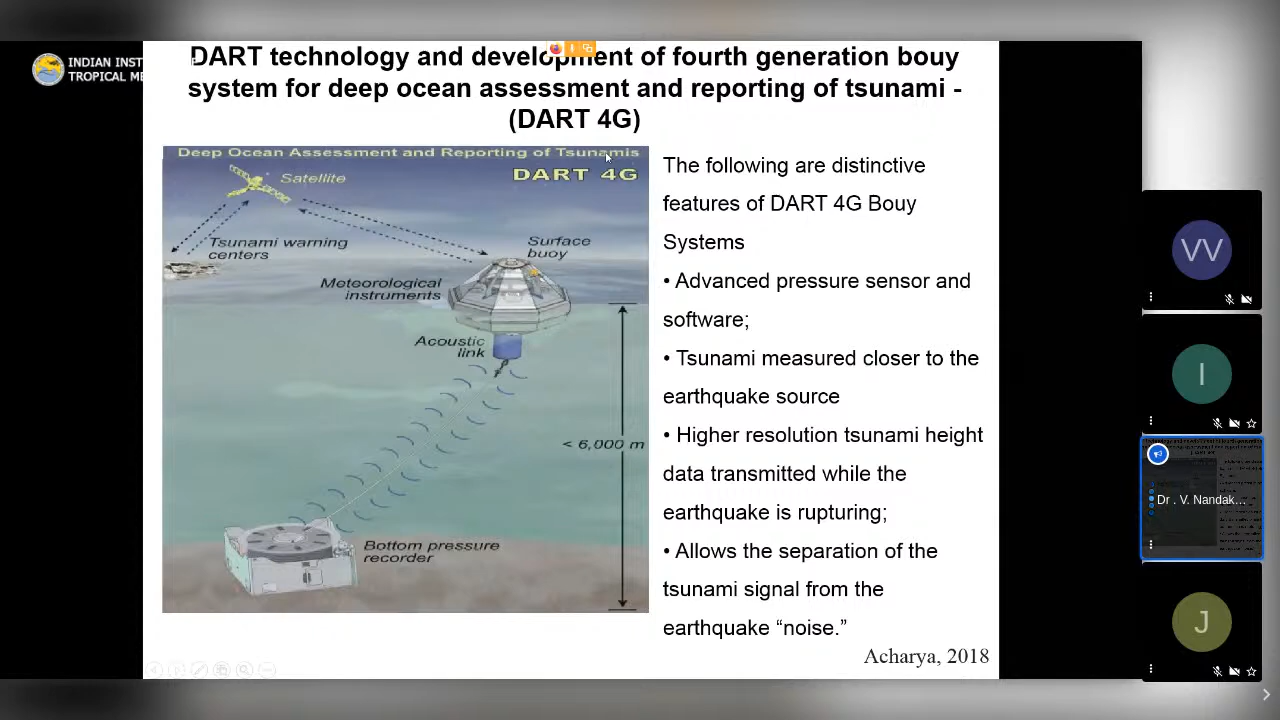 DART technology and development of fourth generation bouy
system for deep ocean assessment and reporting of tsunami -
(DART 4G)
INDIAN INST
TROPICAL ME
Deep Ocean Assessment and Reporting of Tsunamis
DART 4G
Satellite
Tsunami warning
centers
Surface
buoy
Meteorological
instruments
Acoustic
link
< 6,000 m
Bottom pressure
recorder
The following are distinctive
features of DART 4G Bouy
Systems
• Advanced pressure sensor and
software;
• Tsunami measured closer to the
earthquake source
• Higher resolution tsunami height
data transmitted while the
earthquake is rupturing;
• Allows the separation of the
tsunami signal from the
earthquake “noise.”
Acharya, 2018
VV
I
Dr . V. Nandak...
J